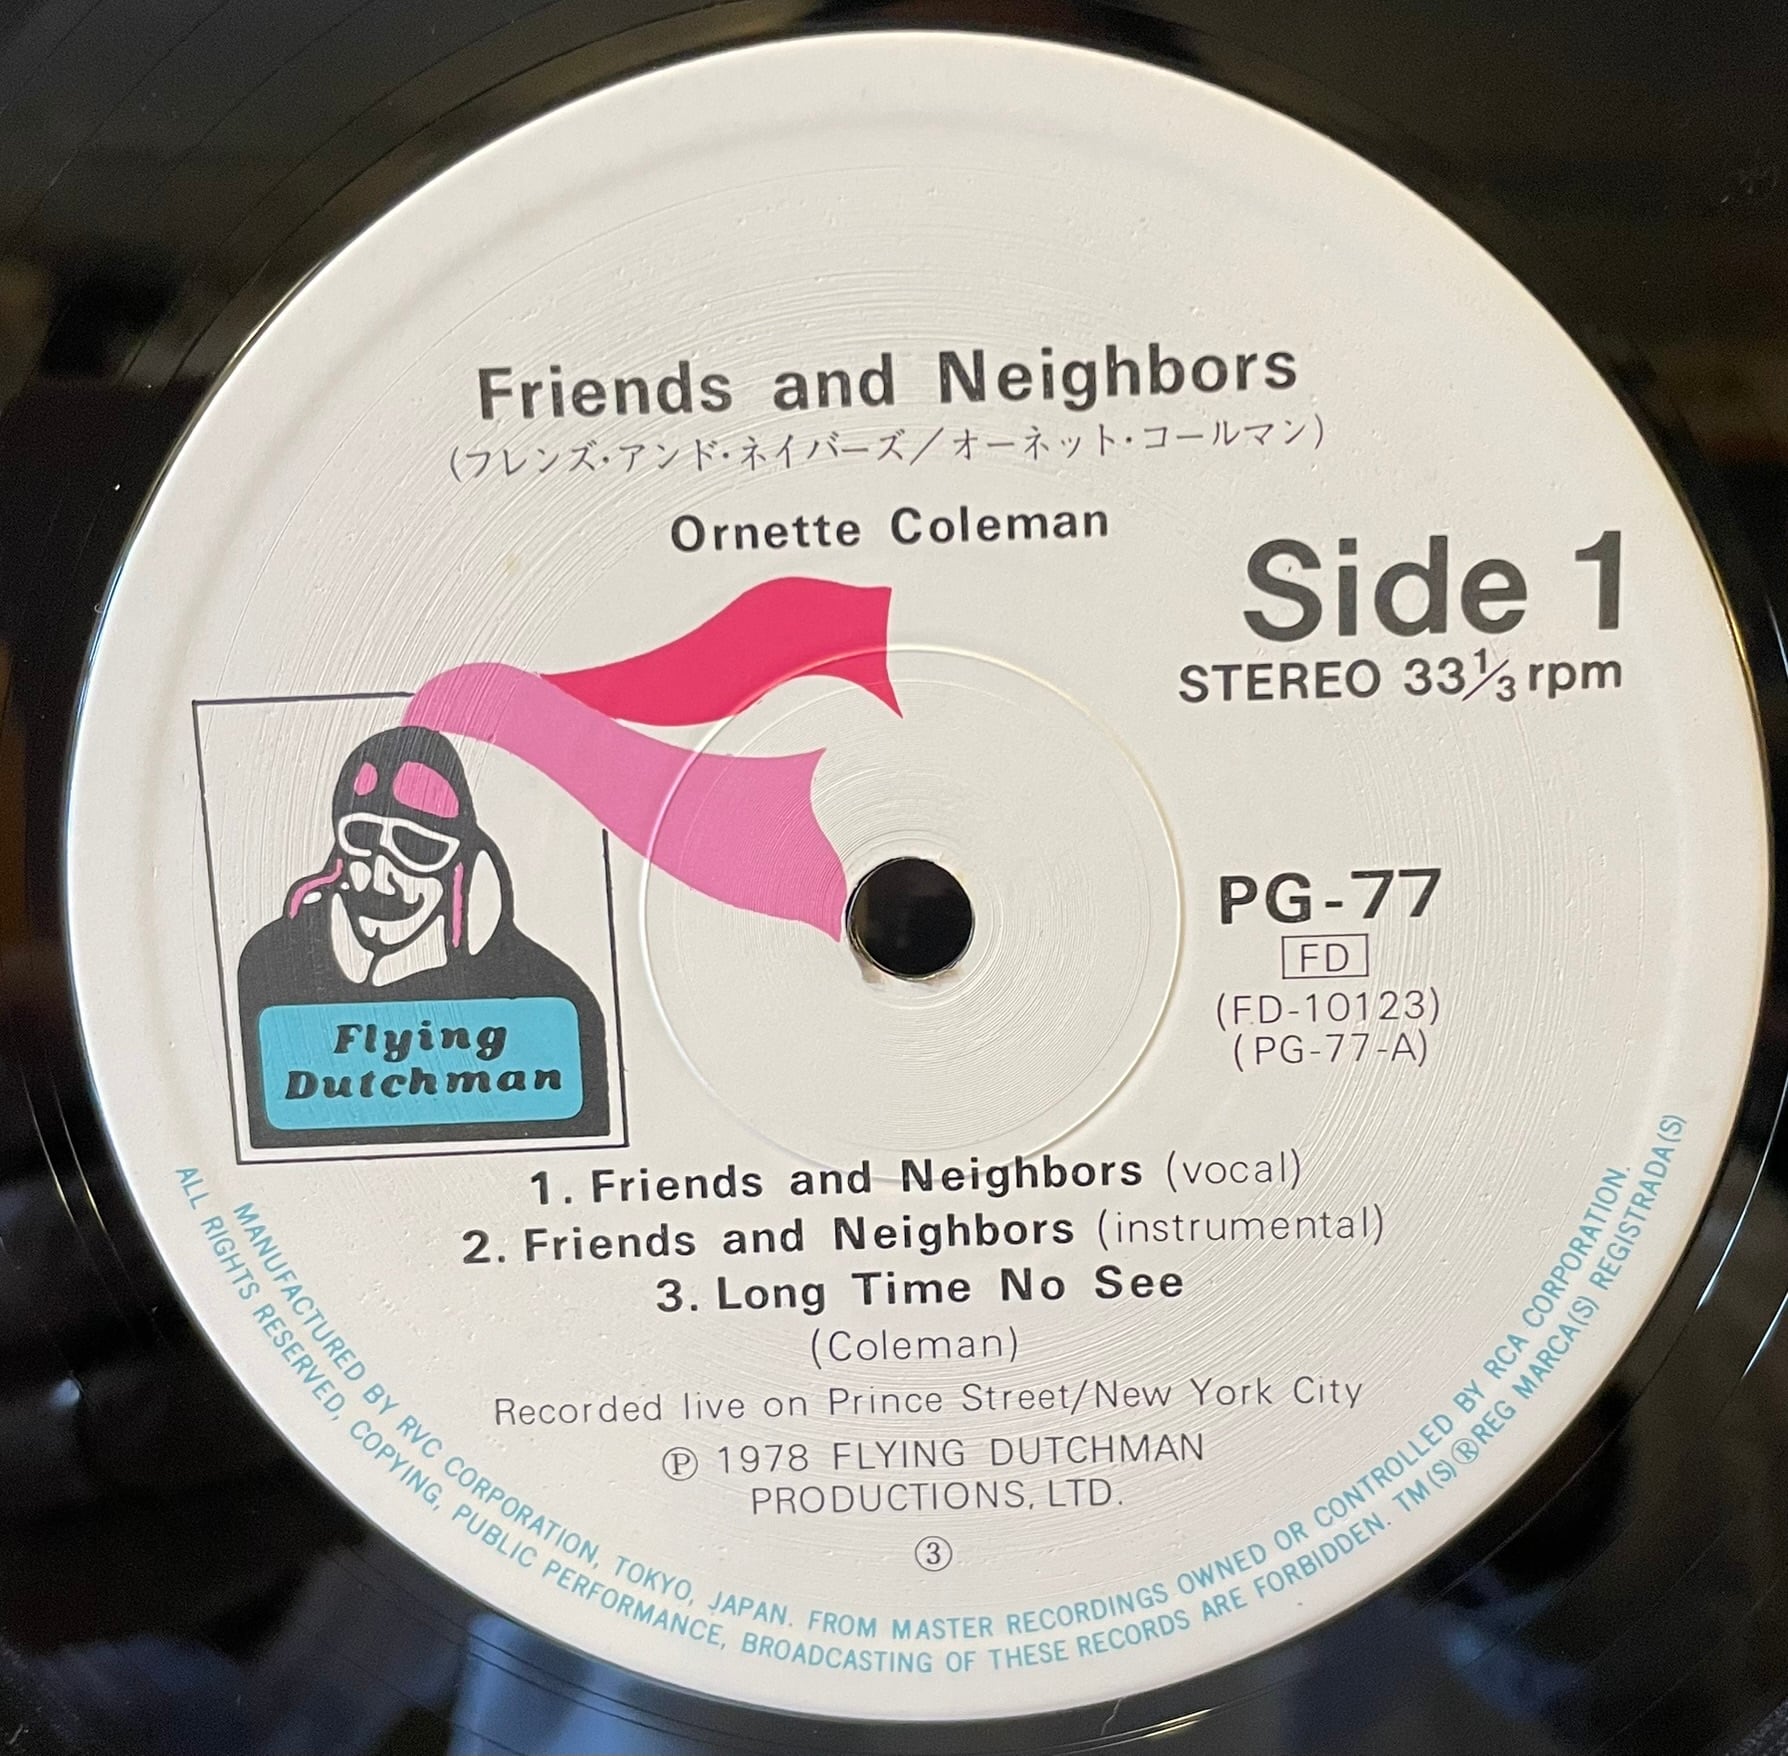 Friends and Neighbors
(フレンズ・アンド・ネイバーズ／オーネット・コールマン)
Ornette Coleman
Side 1
STEREO 33⅓ rpm
Flying
Dutchman
PG-77
FD
(FD-10123)
(PG-77-A)
1. Friends and Neighbors (vocal)
2. Friends and Neighbors (instrumental)
3. Long Time No See
(Coleman)
Recorded live on Prince Street/New York City
Ⓟ 1978 FLYING DUTCHMAN
PRODUCTIONS, LTD.
③
MANUFACTURED BY RVC CORPORATION, TOKYO, JAPAN. FROM MASTER RECORDINGS OWNED OR CONTROLLED BY RCA CORPORATION.
ALL RIGHTS RESERVED, COPYING, PUBLIC PERFORMANCE, BROADCASTING OF THESE RECORDS ARE FORBIDDEN. TM(S)®REG MARCA(S) REGISTRADA(S)